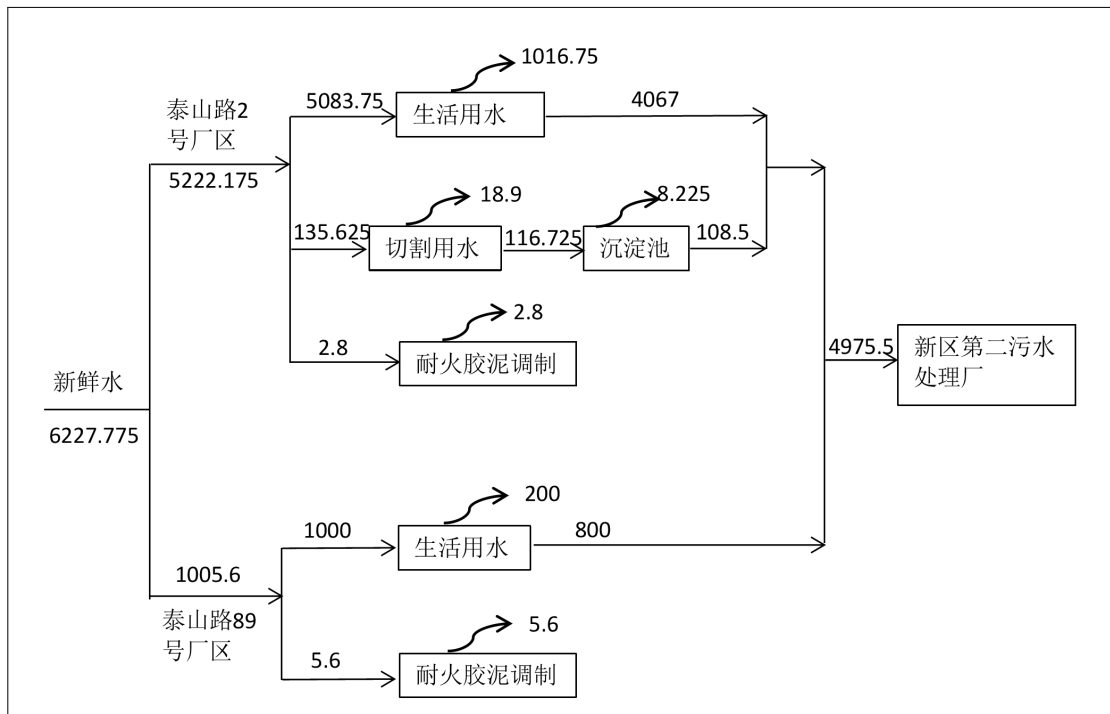 1016.75
5083.75
生活用水
4067
泰山路2
号厂区
5222.175
18.9
8.225
135.625
切割用水
116.725
沉淀池
108.5
2.8
2.8
耐火胶泥调制
4975.5
新区第二污水
处理厂
新鲜水
6227.775
200
1000
生活用水
800
1005.6
泰山路89
号厂区
5.6
5.6
耐火胶泥调制